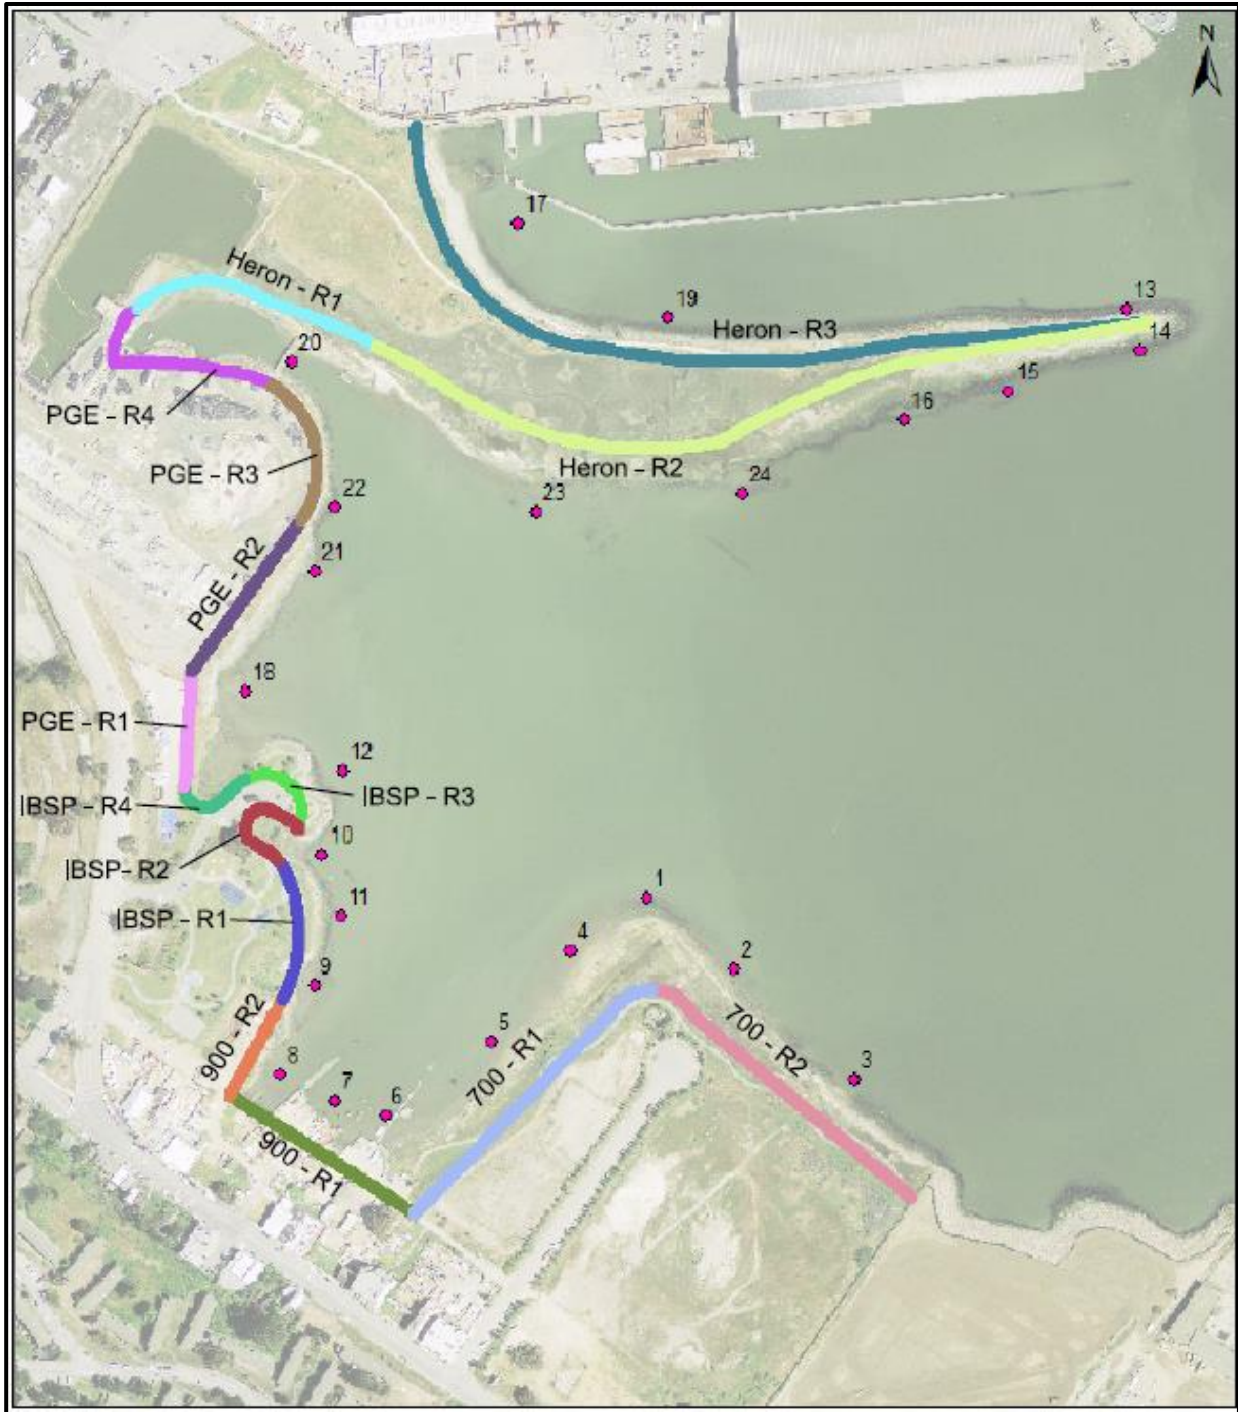 N
17
Heron - R1
13
19
Heron - R3
14
20
15
PGE - R4
16
Heron - R2
PGE - R3
24
22
23
PGE - R2
21
18
PGE - R1
12
IBSP - R3
IBSP - R4
10
IBSP- R2
1
11
IBSP - R1
4
2
9
5
700 - R2
900 - R2
700 - R1
8
3
7
6
900 - R1